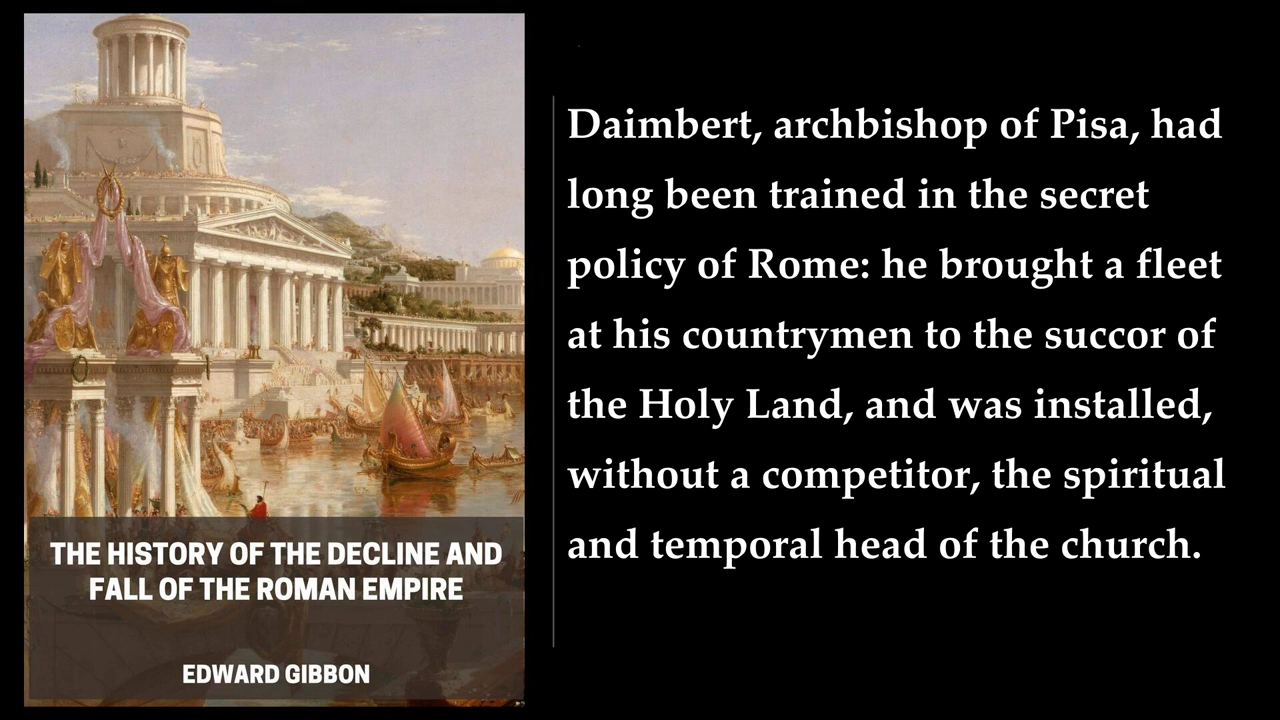 THE HISTORY OF THE DECLINE AND
FALL OF THE ROMAN EMPIRE
EDWARD GIBBON
Daimbert, archbishop of Pisa, had
long been trained in the secret
policy of Rome: he brought a fleet
at his countrymen to the succor of
the Holy Land, and was installed,
without a competitor, the spiritual
and temporal head of the church.